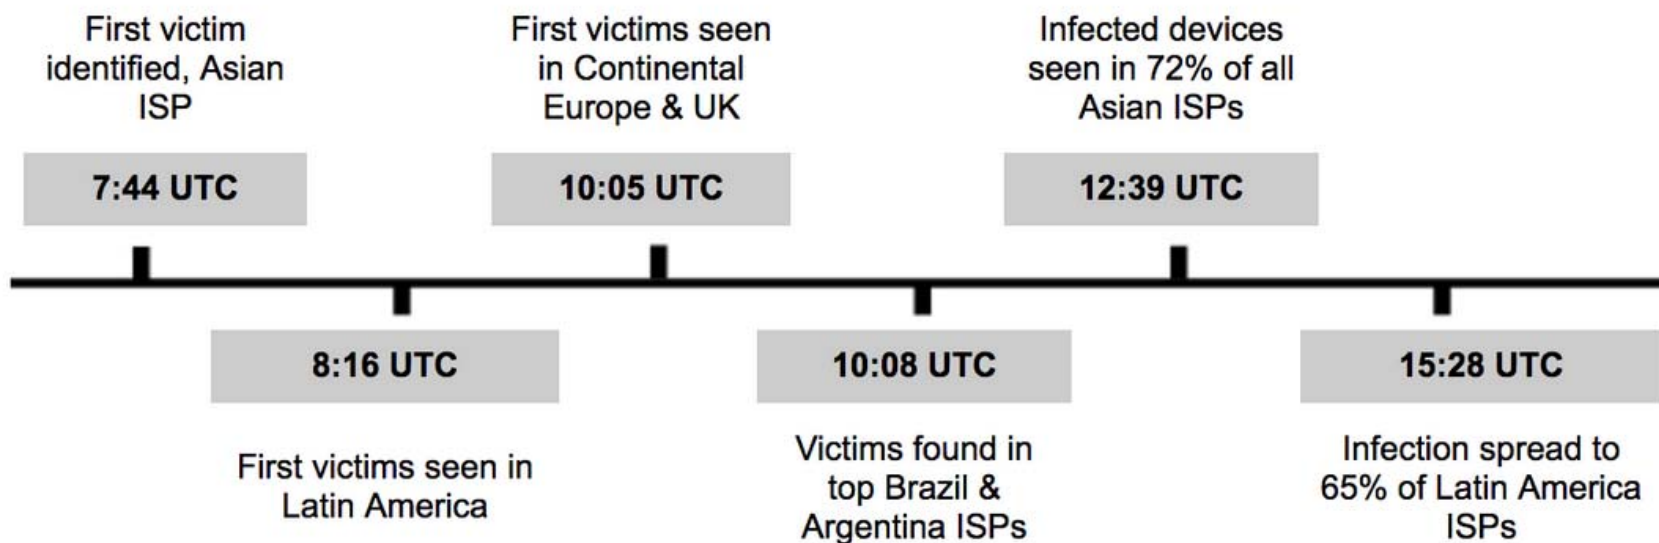 First victim
identified, Asian
ISP
7:44 UTC
8:16 UTC
First victims seen in
Latin America
First victims seen
in Continental
Europe & UK
10:05 UTC
10:08 UTC
Victims found in
top Brazil &
Argentina ISPs
Infected devices
seen in 72% of all
Asian ISPs
12:39 UTC
15:28 UTC
Infection spread to
65% of Latin America
ISPs